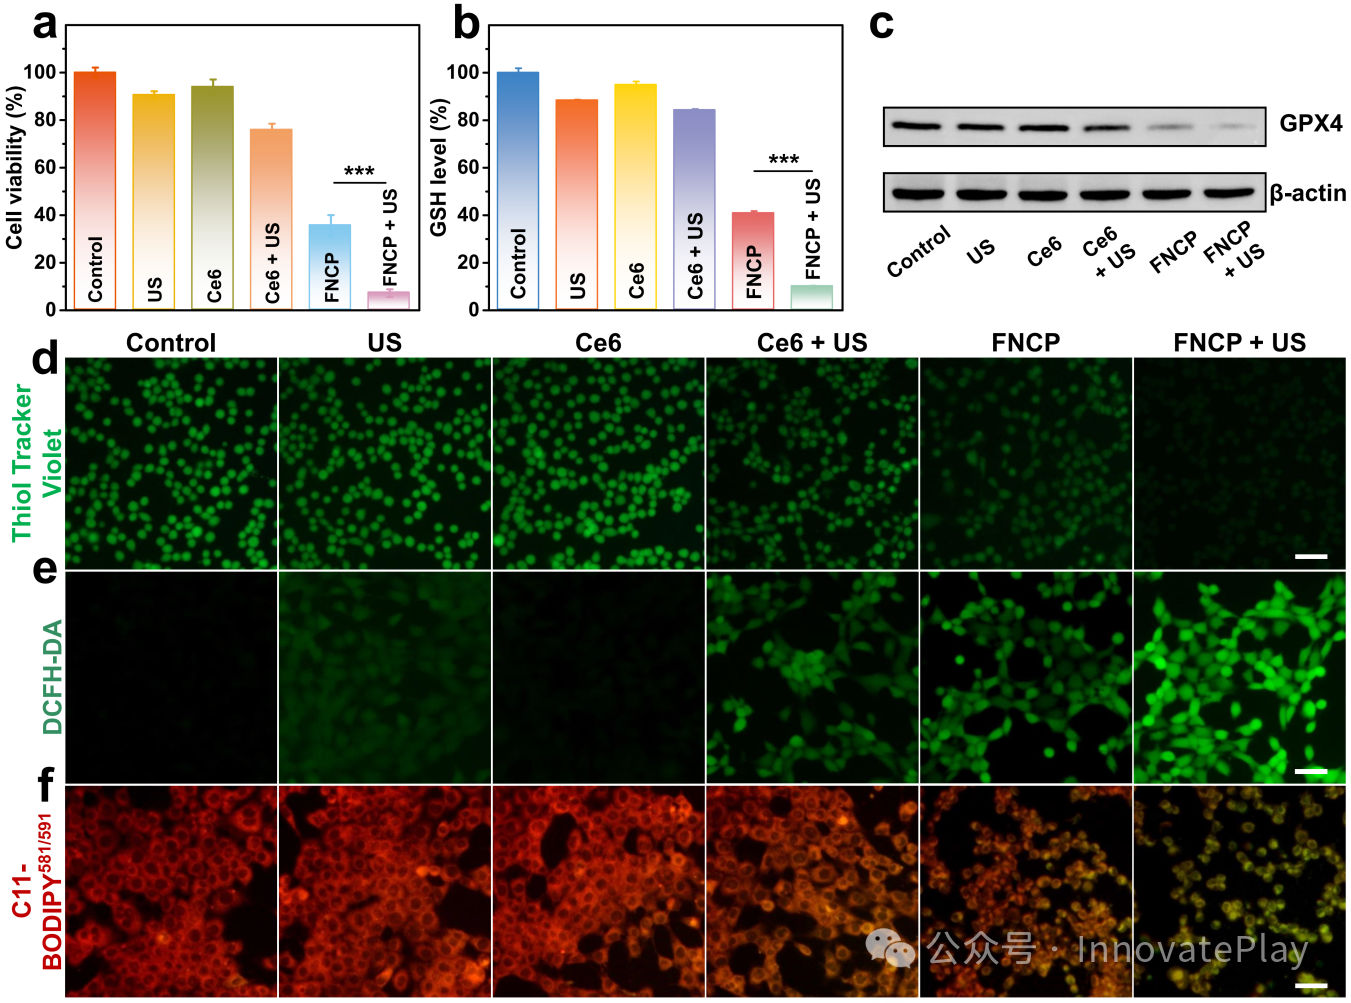 a
Cell viability (%)
100
80
60
40
20
0
Control
US
Ce6
Ce6 + US
FNCP
FNCP + US
***
b
GSH level (%)
100
80
60
40
20
0
Control
US
Ce6
Ce6 + US
FNCP
FNCP + US
***
c
GPX4
β-actin
Control
US
Ce6
Ce6
+ US
FNCP
FNCP
+ US
Control
US
Ce6
Ce6 + US
FNCP
FNCP + US
d
Thiol Tracker
Violet
e
DCFH-DA
f
C11-
BODIPY581/591
公众号 · InnovatePlay